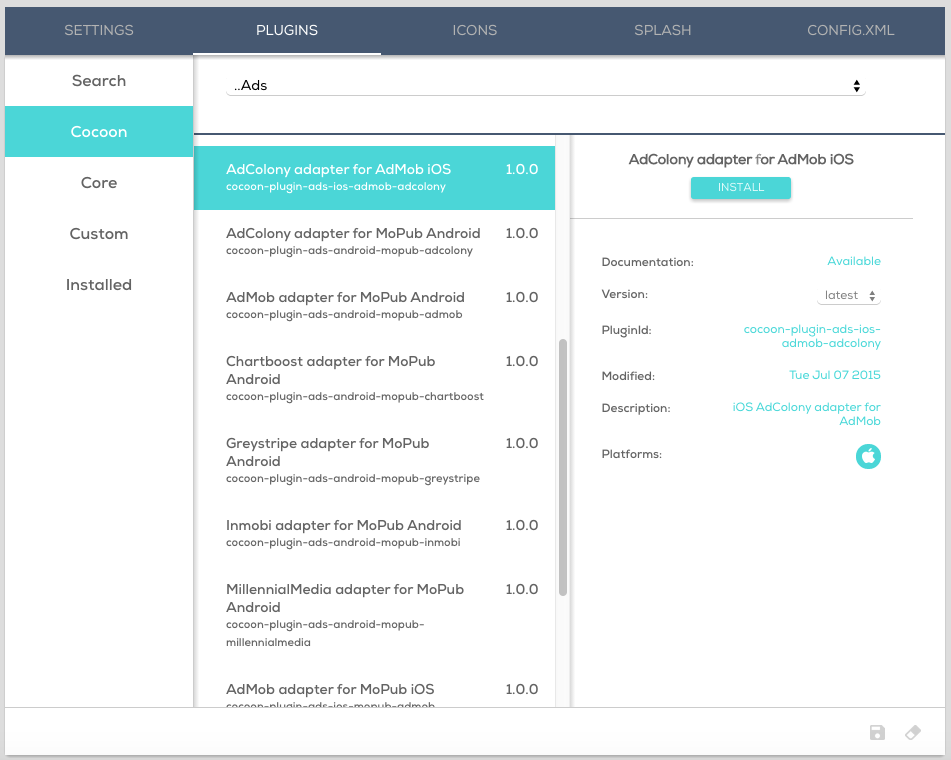 SETTINGS
PLUGINS
ICONS
SPLASH
CONFIG.XML
Search
Cocoon
Core
Custom
Installed
..Ads
AdColony adapter for AdMob iOS 1.0.0
cocoon-plugin-ads-ios-admob-adcolony
AdColony adapter for MoPub Android 1.0.0
cocoon-plugin-ads-android-mopub-adcolony
AdMob adapter for MoPub Android 1.0.0
cocoon-plugin-ads-android-mopub-admob
Chartboost adapter for MoPub 1.0.0
Android
cocoon-plugin-ads-android-mopub-chartboost
Greystripe adapter for MoPub 1.0.0
Android
cocoon-plugin-ads-android-mopub-greystripe
Inmobi adapter for MoPub Android 1.0.0
cocoon-plugin-ads-android-mopub-inmobi
MillennialMedia adapter for MoPub 1.0.0
Android
cocoon-plugin-ads-android-mopub-
millennialmedia
AdMob adapter for MoPub iOS 1.0.0
cocoon-plugin-ads-ios-mopub-admob
AdColony adapter for AdMob iOS
INSTALL
Documentation: Available
Version: latest
PluginId: cocoon-plugin-ads-ios-
admob-adcolony
Modified: Tue Jul 07 2015
Description: iOS AdColony adapter for
AdMob
Platforms: